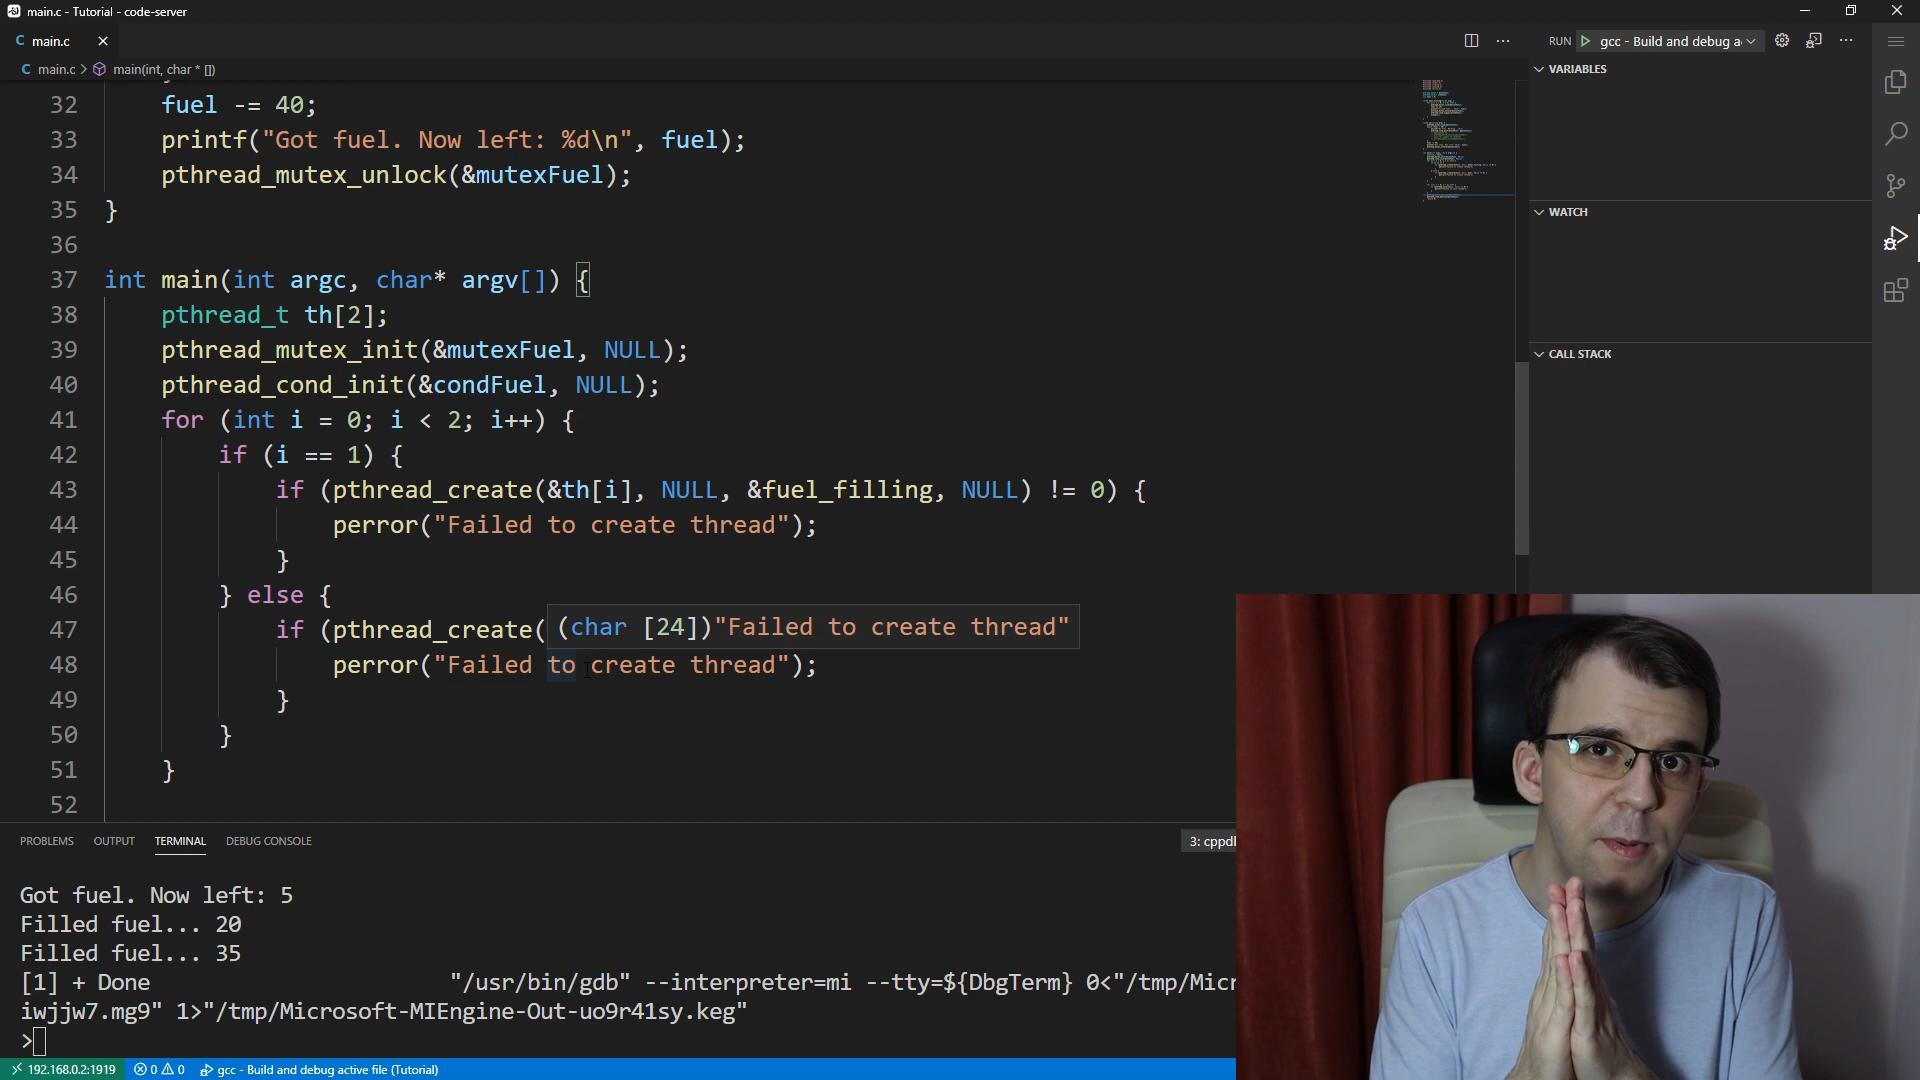 main.c - Tutorial - code-server
C main.c
RUN gcc - Build and debug a
C main.c > main(int, char * [])
VARIABLES
32 fuel -= 40;
33 printf("Got fuel. Now left: %d\n", fuel);
34 pthread_mutex_unlock(&mutexFuel);
35 }
36
WATCH
37 int main(int argc, char* argv[]) {
38 pthread_t th[2];
39 pthread_mutex_init(&mutexFuel, NULL);
CALL STACK
40 pthread_cond_init(&condFuel, NULL);
41 for (int i = 0; i < 2; i++) {
42 if (i == 1) {
43 if (pthread_create(&th[i], NULL, &fuel_filling, NULL) != 0) {
44 perror("Failed to create thread");
45 }
46 } else {
47 if (pthread_create( (char [24])"Failed to create thread"
48 perror("Failed to create thread");
49 }
50 }
51 }
52
PROBLEMS OUTPUT TERMINAL DEBUG CONSOLE 3: cppd
Got fuel. Now left: 5
Filled fuel... 20
Filled fuel... 35
[1] + Done "/usr/bin/gdb" --interpreter=mi --tty=${DbgTerm} 0<"/tmp/Micr
iwjjw7.mg9" 1>"/tmp/Microsoft-MIEngine-Out-uo9r41sy.keg"
>
192.168.0.2:1919 0 0 gcc - Build and debug active file (Tutorial)